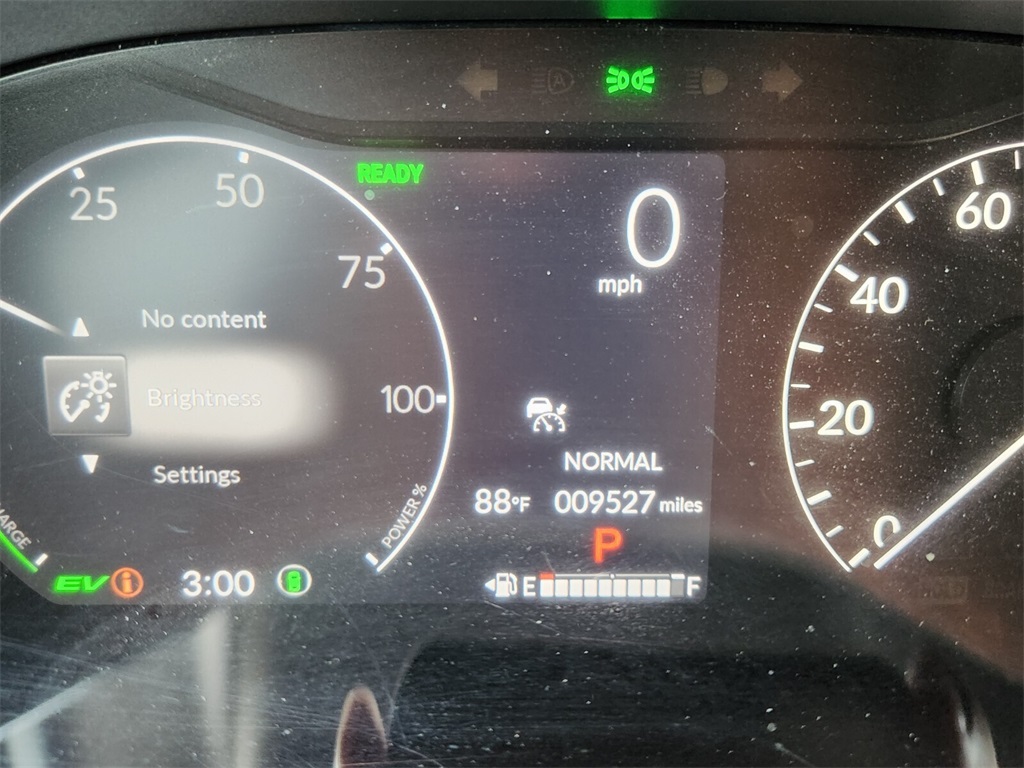 READY
25
50
75
100
POWER %
0
mph
No content
Brightness
Settings
NORMAL
88°F 009527 miles
P
EV
3:00
E F
60
40
20
0